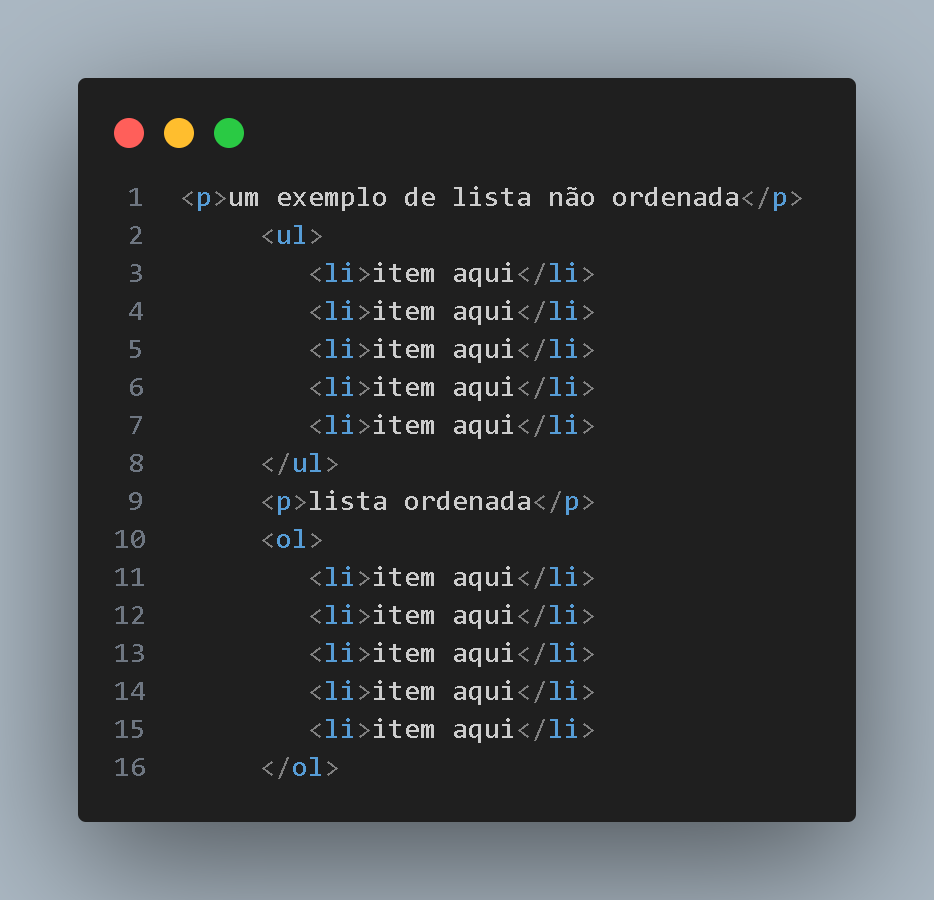 1 <p>um exemplo de lista não ordenada</p>
2 <ul>
3 <li>item aqui</li>
4 <li>item aqui</li>
5 <li>item aqui</li>
6 <li>item aqui</li>
7 <li>item aqui</li>
8 </ul>
9 <p>lista ordenada</p>
10 <ol>
11 <li>item aqui</li>
12 <li>item aqui</li>
13 <li>item aqui</li>
14 <li>item aqui</li>
15 <li>item aqui</li>
16 </ol>